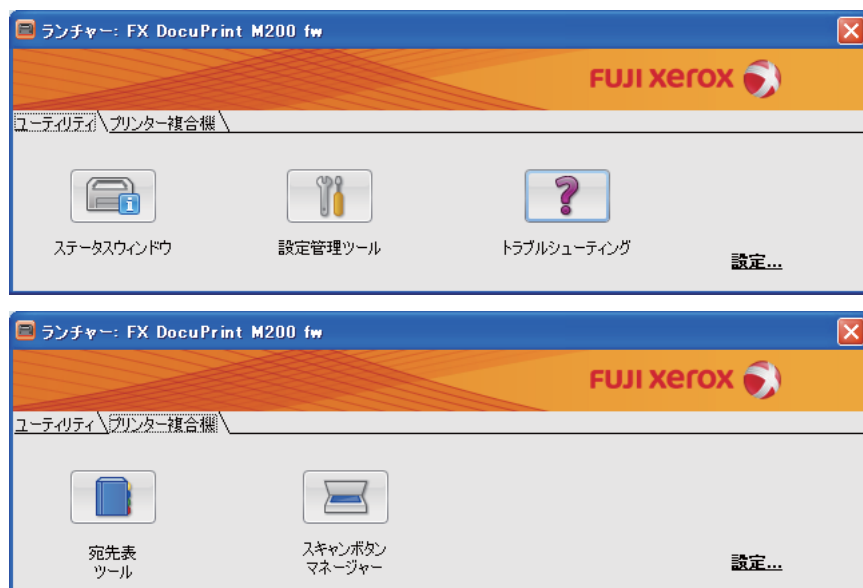 ランチャー: FX DocuPrint M200 fw
FUJI xerox
ユーティリティ プリンター複合機
ステータスウィンドウ 設定管理ツール トラブルシューティング
設定...
ランチャー: FX DocuPrint M200 fw
FUJI xerox
ユーティリティ プリンター複合機
宛先表 スキャンボタン
ツール マネージャー
設定...